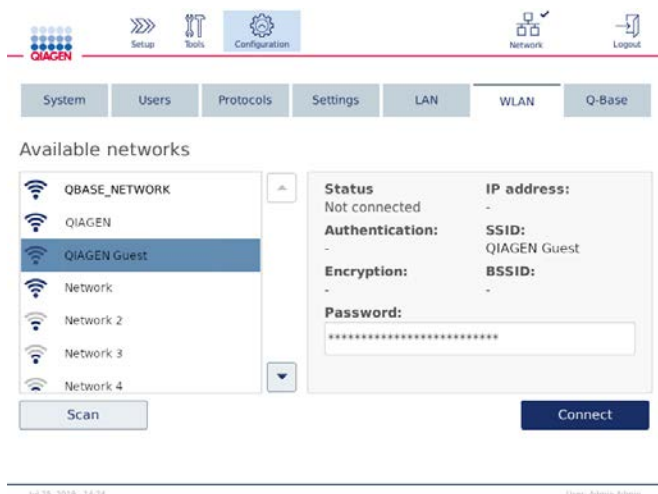 Setup Tools Configuration Network Logout
QIAGEN
System Users Protocols Settings LAN WLAN Q-Base
Available networks
QBASE_NETWORK
QIAGEN
QIAGEN Guest
Network
Network 2
Network 3
Network 4
Scan
Status IP address:
Not connected -
Authentication: SSID:
- QIAGEN Guest
Encryption: BSSID:
- -
Password:
**************************
Connect